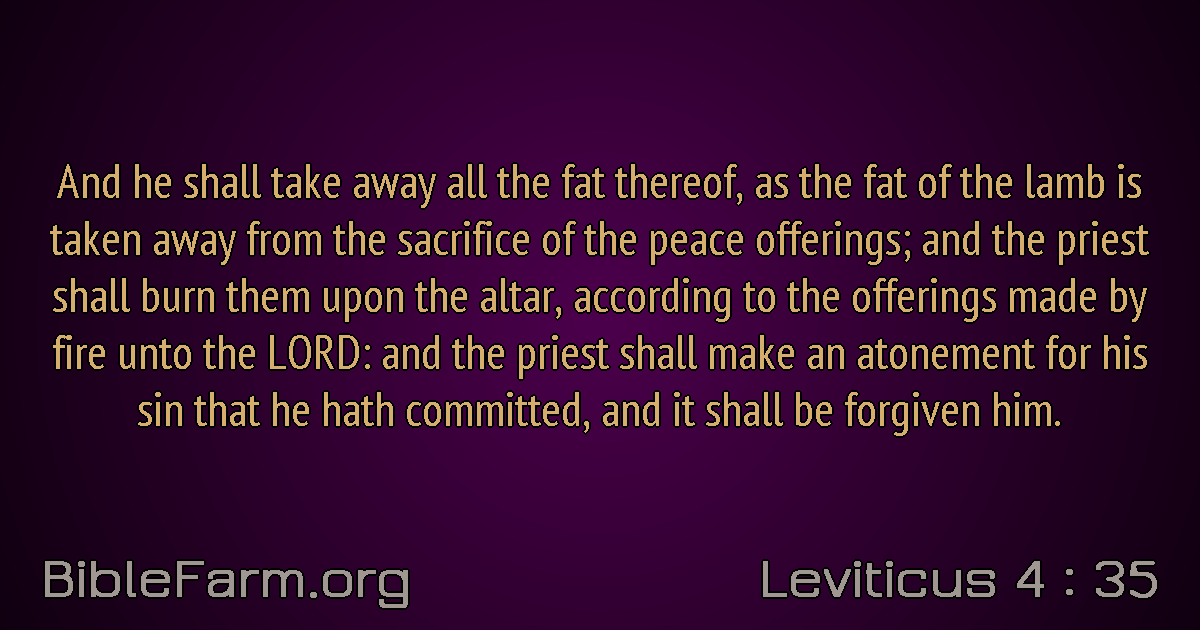 And he shall take away all the fat thereof, as the fat of the lamb is
taken away from the sacrifice of the peace offerings; and the priest
shall burn them upon the altar, according to the offerings made by
fire unto the LORD: and the priest shall make an atonement for his
sin that he hath committed, and it shall be forgiven him.
BibleFarm.org
Leviticus 4 : 35